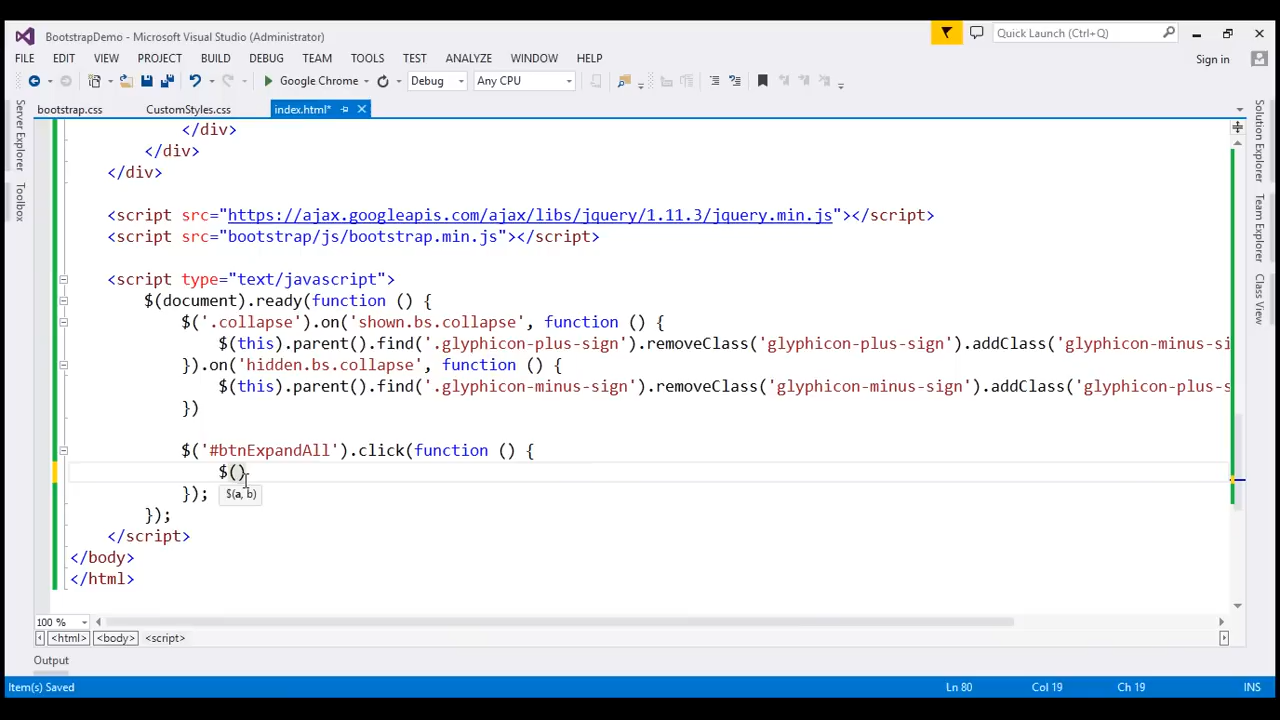 BootstrapDemo - Microsoft Visual Studio (Administrator)
Quick Launch (Ctrl+Q)
FILE EDIT VIEW PROJECT BUILD DEBUG TEAM TOOLS TEST ANALYZE WINDOW HELP
Sign in
Google Chrome Debug Any CPU
bootstrap.css CustomStyles.css index.html*
Server Explorer
Toolbox
Solution Explorer
Team Explorer
Class View
</div>
</div>
</div>
<script src="https://ajax.googleapis.com/ajax/libs/jquery/1.11.3/jquery.min.js"></script>
<script src="bootstrap/js/bootstrap.min.js"></script>
<script type="text/javascript">
$(document).ready(function () {
$('.collapse').on('shown.bs.collapse', function () {
$(this).parent().find('.glyphicon-plus-sign').removeClass('glyphicon-plus-sign').addClass('glyphicon-minus-si
}).on('hidden.bs.collapse', function () {
$(this).parent().find('.glyphicon-minus-sign').removeClass('glyphicon-minus-sign').addClass('glyphicon-plus-s
})
$('#btnExpandAll').click(function () {
$()
});
$(a, b)
});
</script>
</body>
</html>
100 %
<html> <body> <script>
Output
Item(s) Saved Ln 80 Col 19 Ch 19 INS